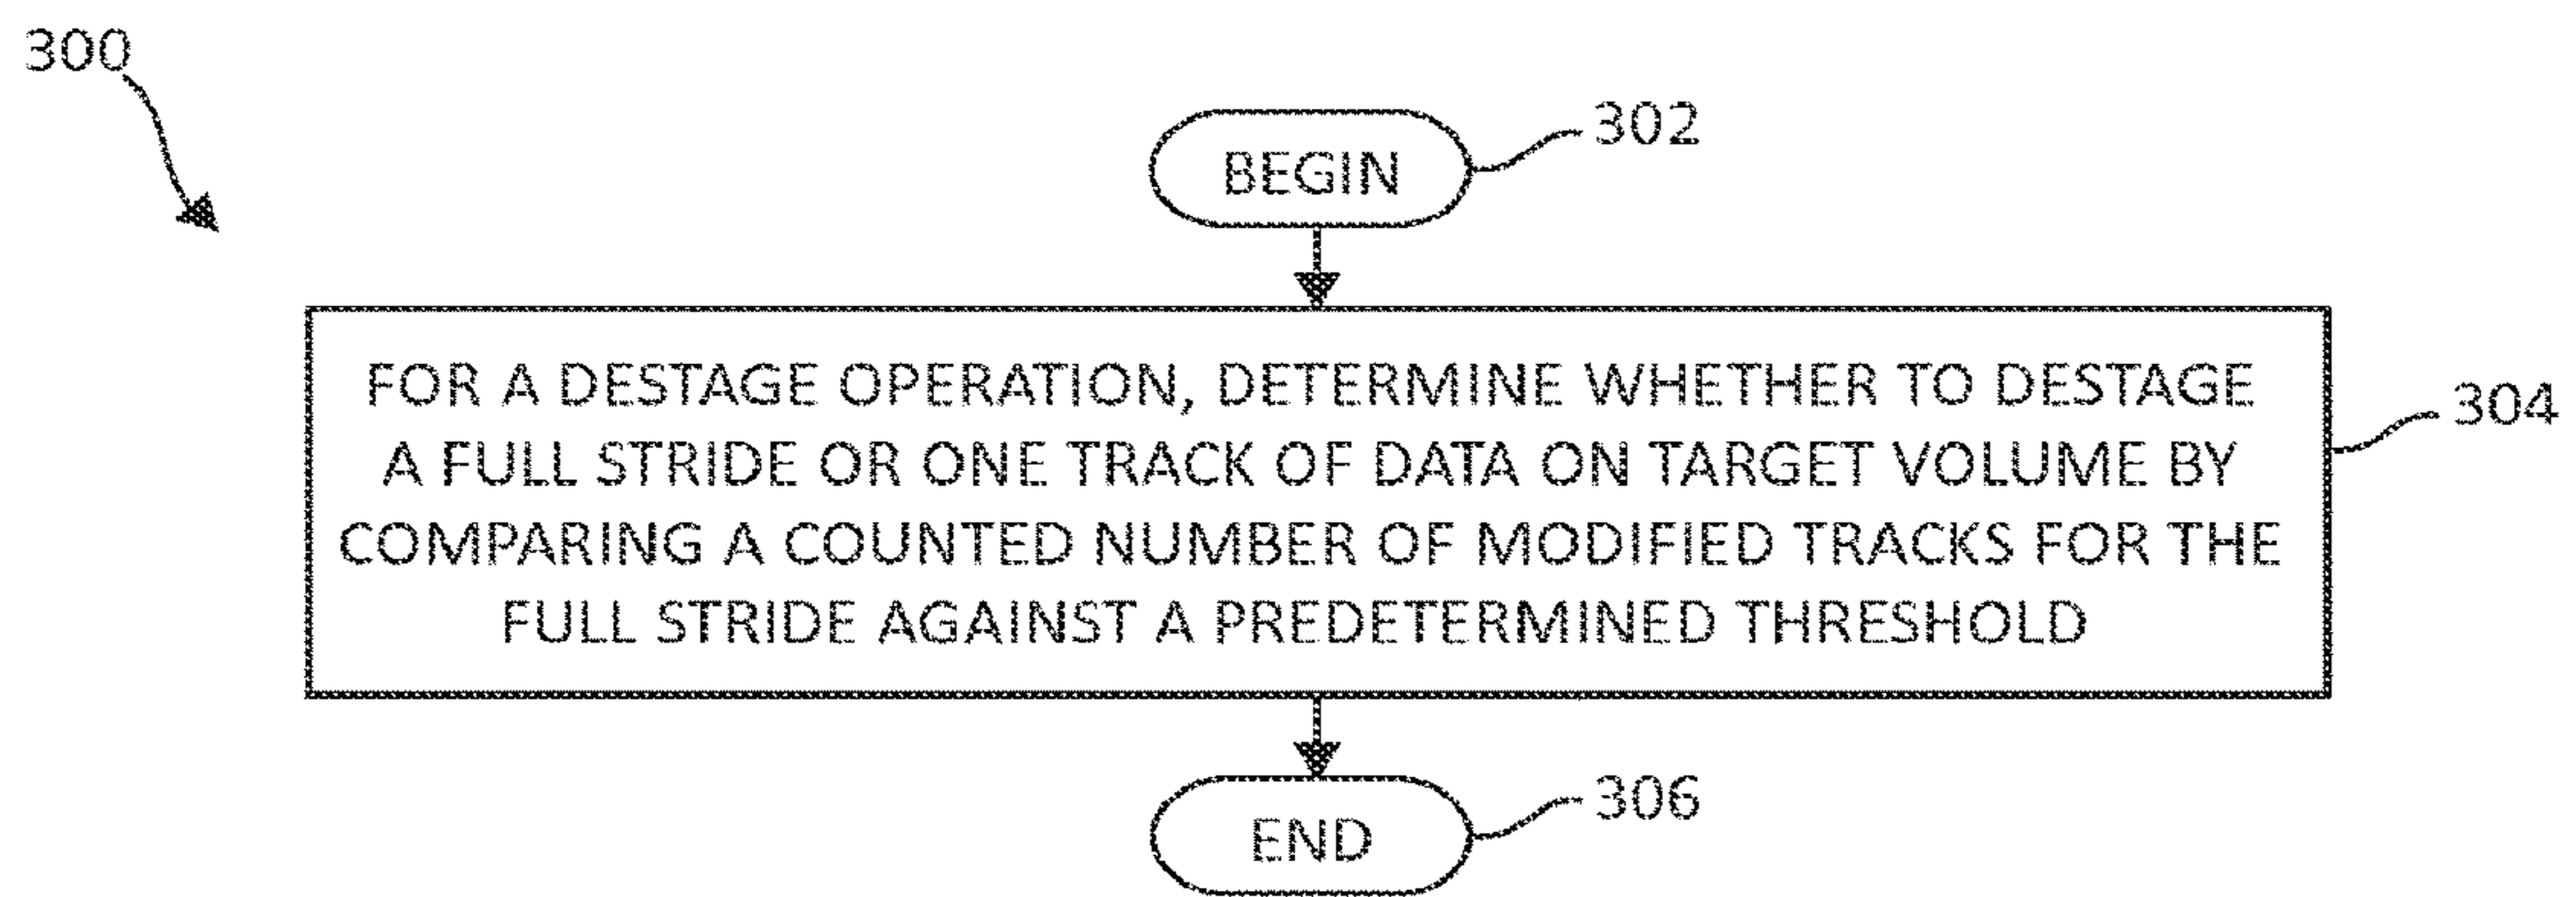 300
302
BEGIN
FOR A DESTAGE OPERATION, DETERMINE WHETHER TO DESTAGE
A FULL STRIDE OR ONE TRACK OF DATA ON TARGET VOLUME BY
COMPARING A COUNTED NUMBER OF MODIFIED TRACKS FOR THE
FULL STRIDE AGAINST A PREDETERMINED THRESHOLD
304
306
END